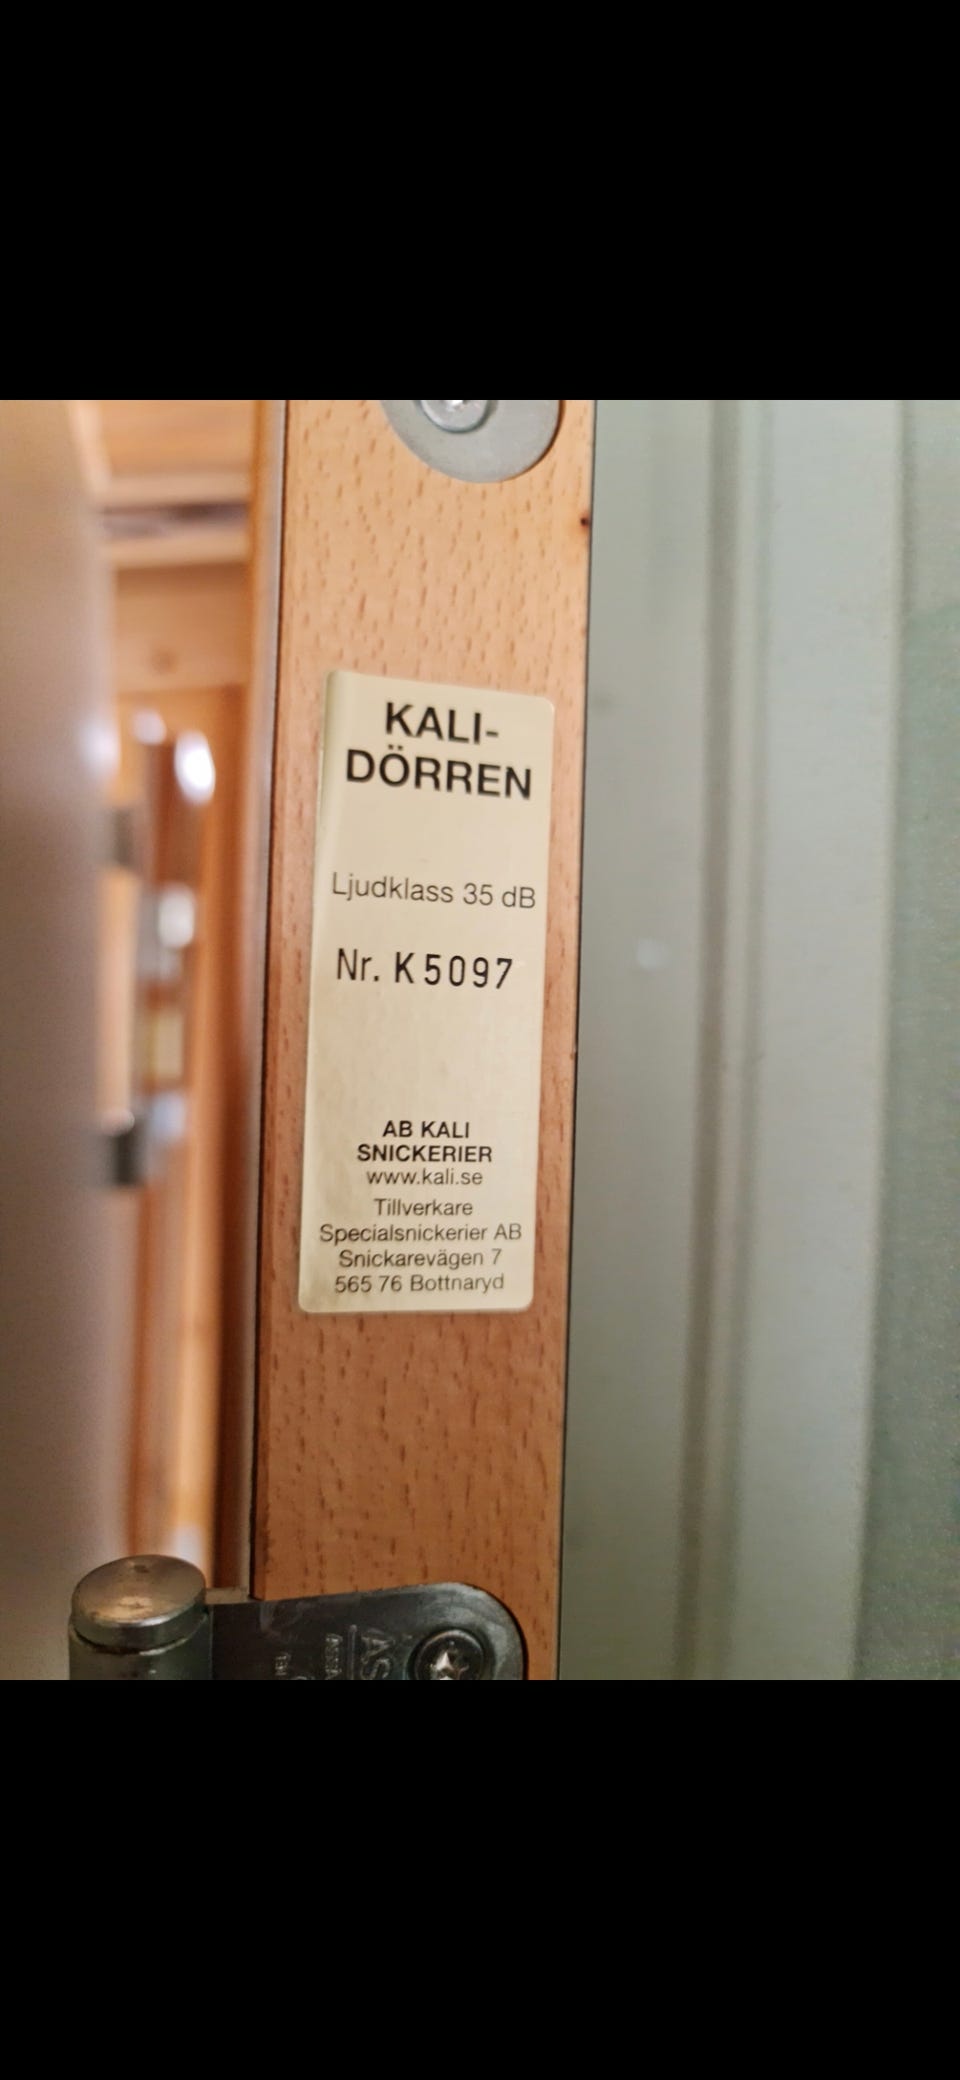 KALI-
DÖRREN
Ljudklass 35 dB
Nr. K5097
AB KALI
SNICKERIER
www.kali.se
Tillverkare
Specialsnickerier AB
Snickarevägen 7
565 76 Bottnaryd